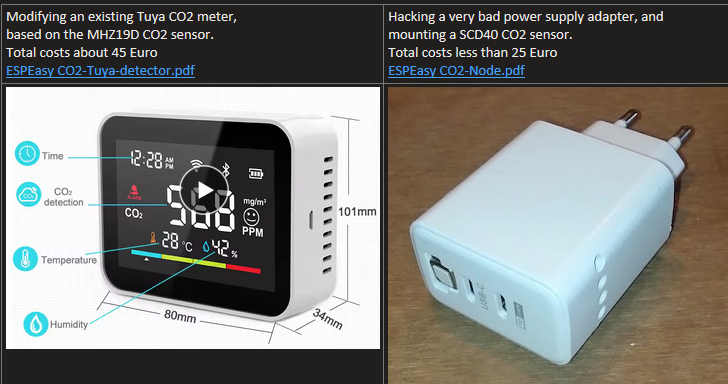 Modifying an existing Tuya CO2 meter,
based on the MHZ19D CO2 sensor.
Total costs about 45 Euro
ESPEasy CO2-Tuya-detector.pdf
Hacking a very bad power supply adapter, and
mounting a SCD40 CO2 sensor.
Total costs less than 25 Euro
ESPEasy CO2-Node.pdf
Time
CO₂
detection
Temperature
Humidity
12:28 AM
PM
ALARM
CO₂
mg/m³
PPM
28 °C
42 %
101mm
80mm
34mm
USB-C